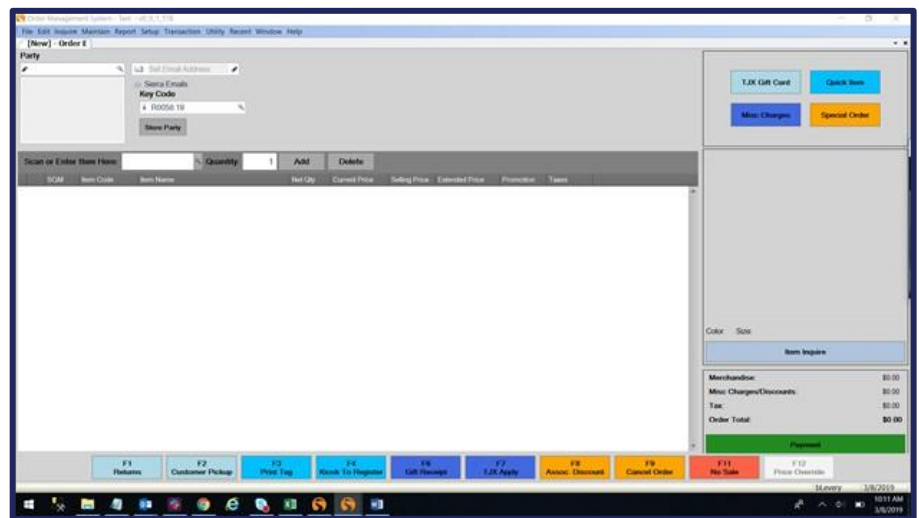 Order Management System - Test - v8_9_1_118
File Edit Inquire Maintain Report Setup Transaction Utility Recent Window Help
[New] - Order E
Party
Set Email Address
Sierra Emails
Key Code
R0058 19
Store Party
TJX Gift Card Quick Item
Misc Charges Special Order
Scan or Enter Item Here Quantity 1 Add Delete
SQM Item Code Item Name Net Qty Current Price Selling Price Extended Price Promotion Taxes
Color Size
Item Inquire
Merchandise: $0.00
Misc Charges/Discounts: $0.00
Tax: $0.00
Order Total: $0.00
Payment
F1 F2 F3 F4 F6 F7 F8 F9 F11 F12
Returns Customer Pickup Print Tag Kiosk To Register Gift Receipt TJX Apply Assoc. Discount Cancel Order No Sale Price Override
3/8/2019
10:11 AM
3/8/2019